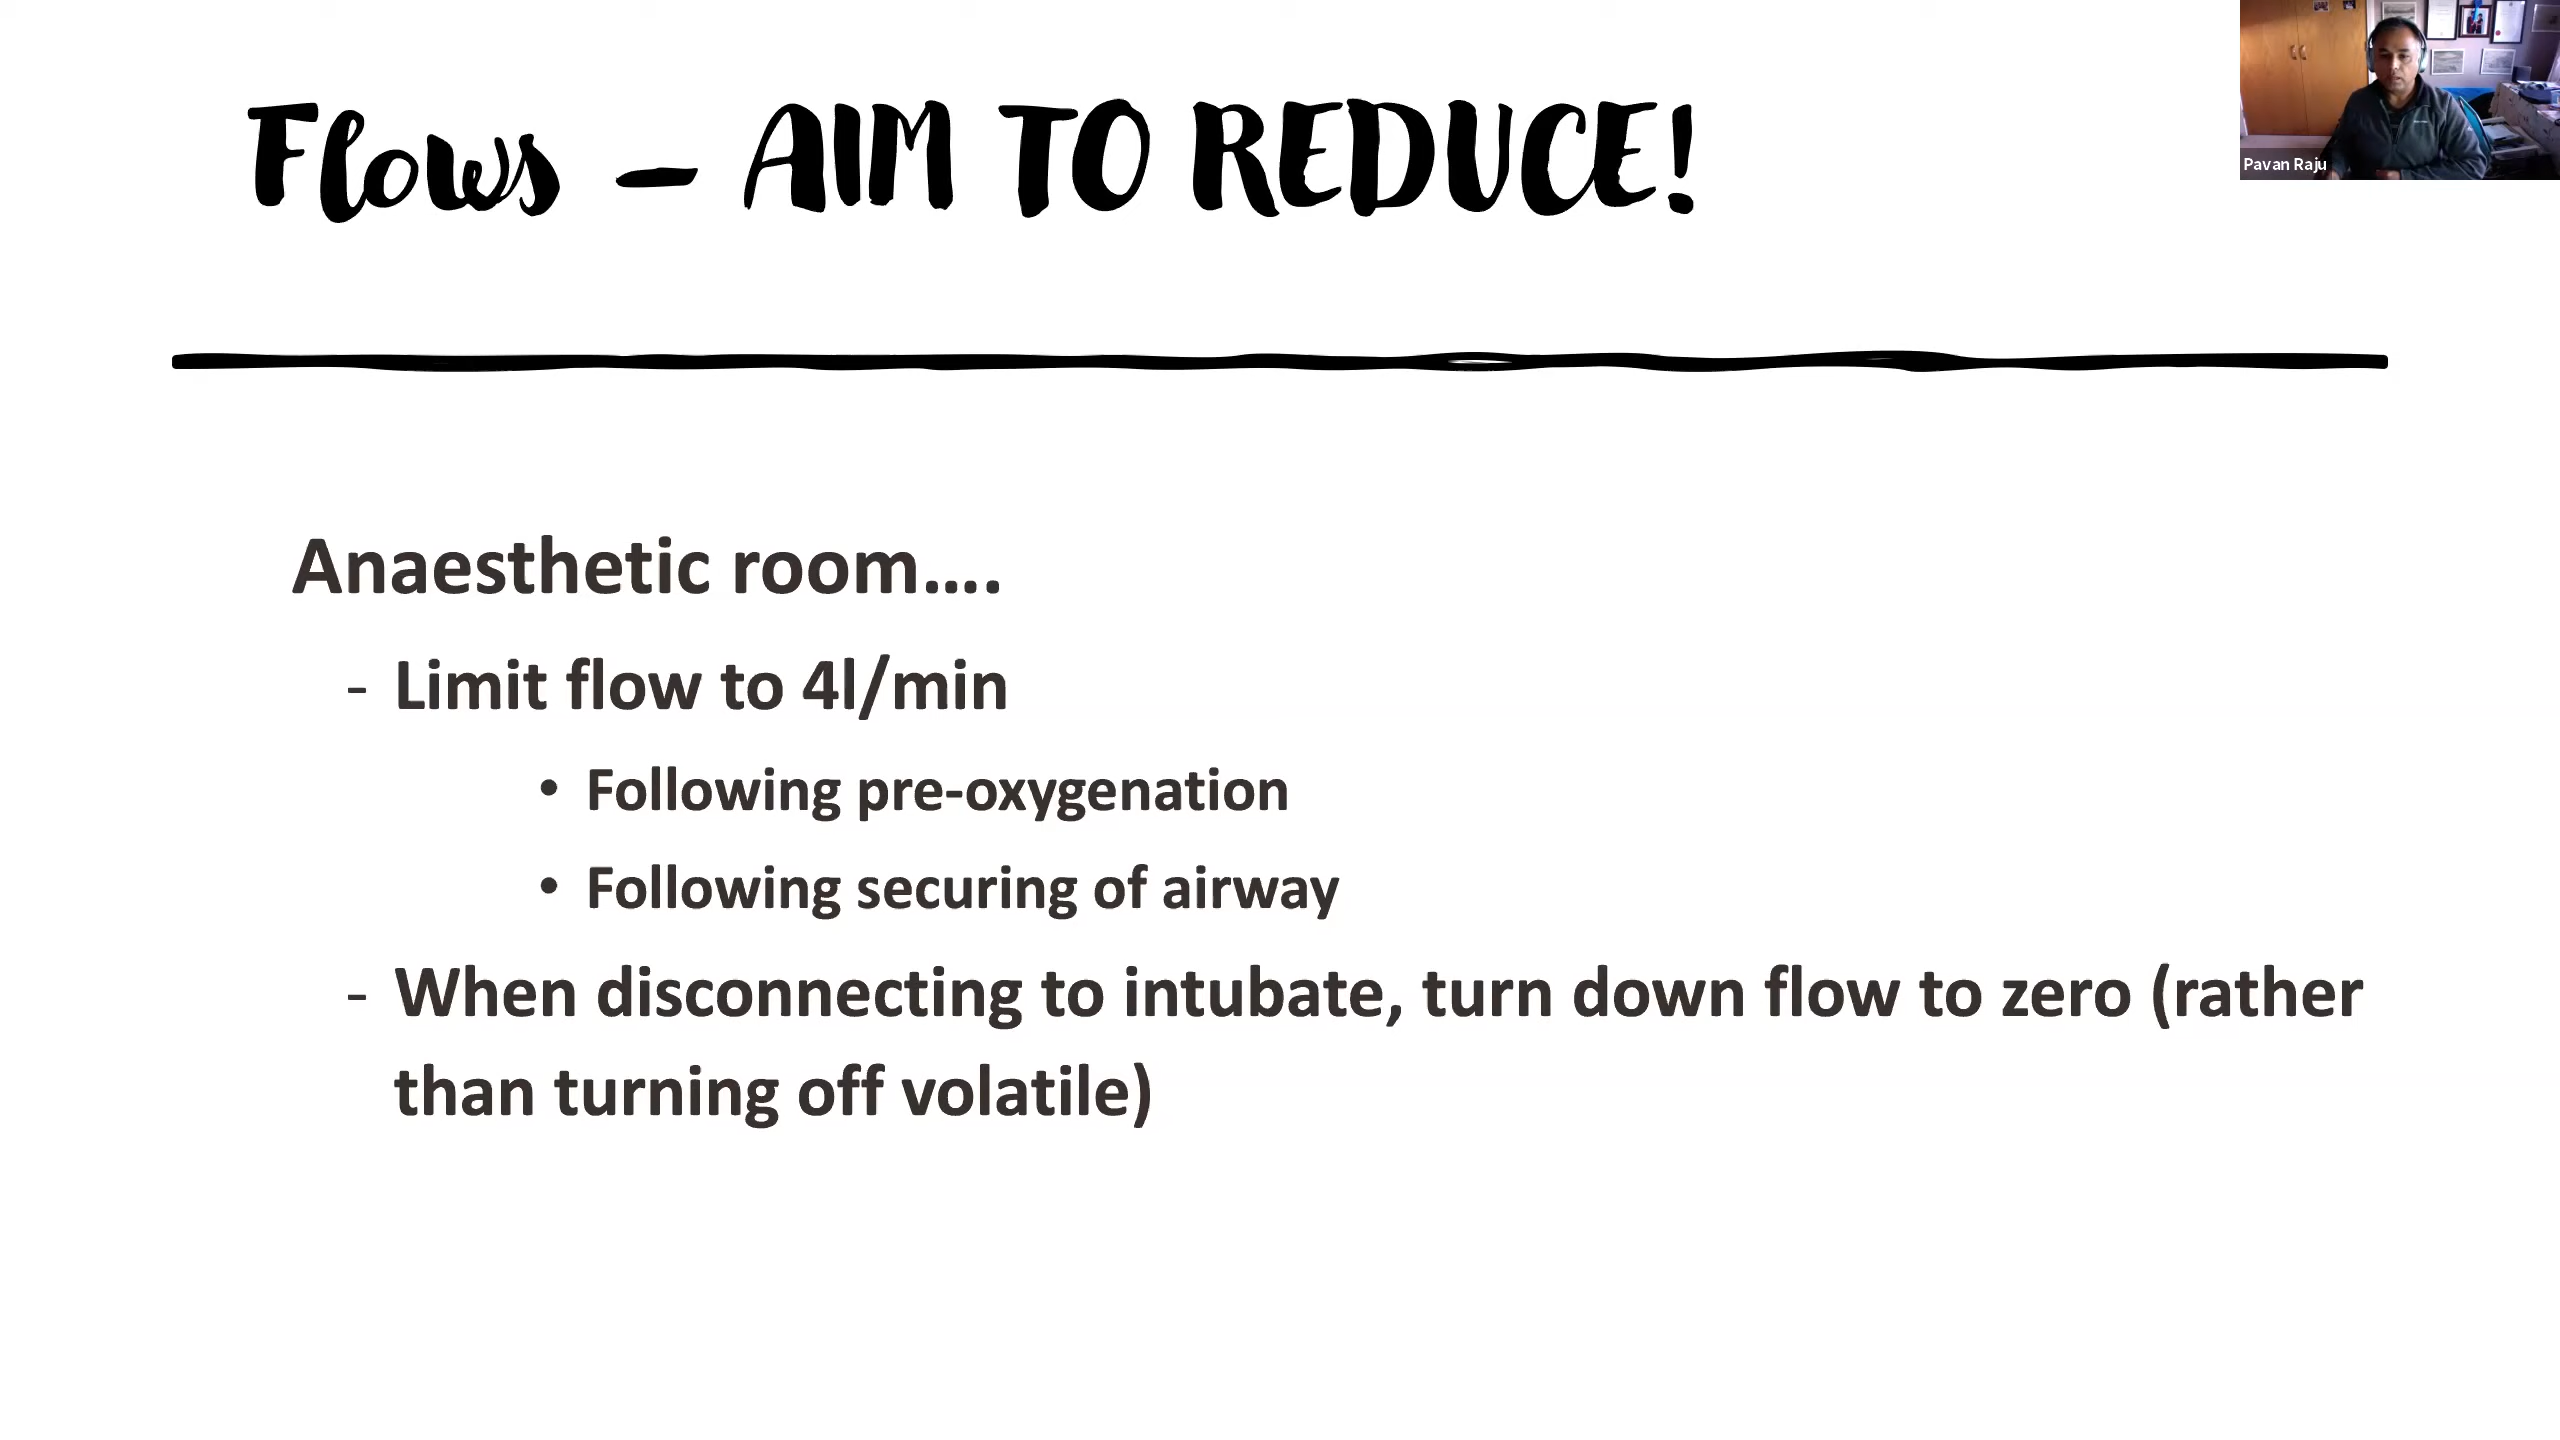 Flows – AIM TO REDUCE!
Pavan Raju
Anaesthetic room....
- Limit flow to 4l/min
• Following pre-oxygenation
• Following securing of airway
- When disconnecting to intubate, turn down flow to zero (rather
than turning off volatile)